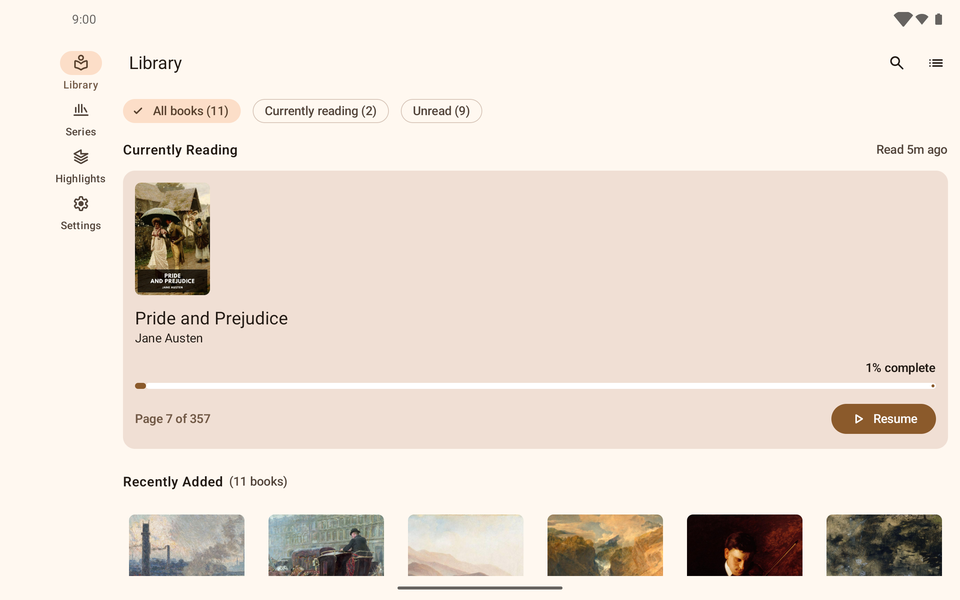 9:00
Library
Library
Series
Highlights
Settings
All books (11)
Currently reading (2)
Unread (9)
Currently Reading
Read 5m ago
PRIDE
AND PREJUDICE
JANE AUSTEN
Pride and Prejudice
Jane Austen
1% complete
Page 7 of 357
Resume
Recently Added (11 books)